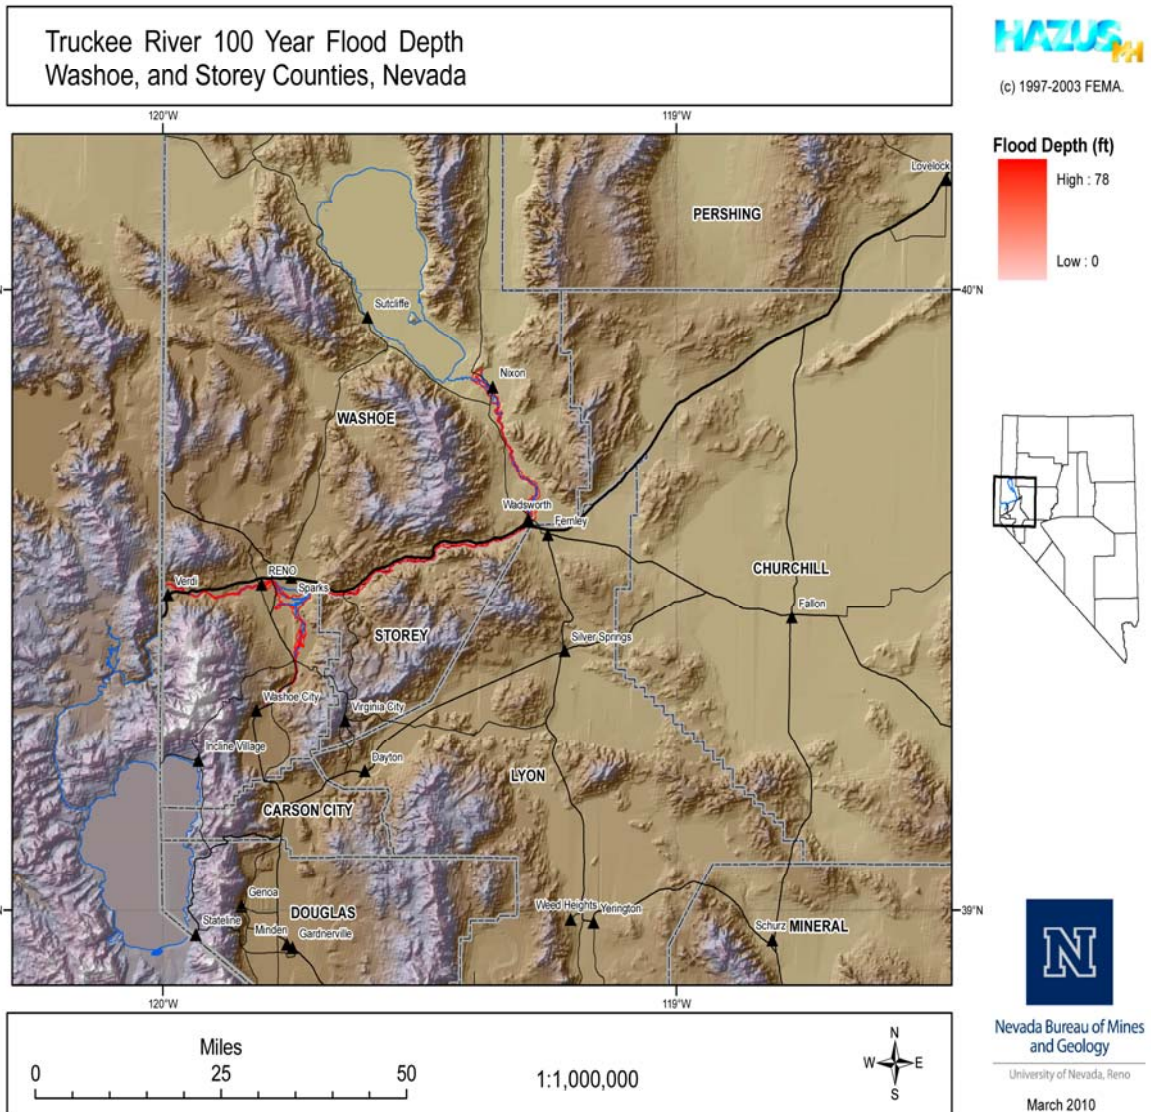 Truckee River 100 Year Flood Depth
Washoe, and Storey Counties, Nevada
HAZUS MH
(c) 1997-2003 FEMA.
120°W
119°W
Flood Depth (ft)
High : 78
Low : 0
Lovelock
PERSHING
40°N
Sutcliffe
Nixon
WASHOE
Wadsworth
Fernley
CHURCHILL
RENO
Verdi
Sparks
Fallon
STOREY
Silver Springs
Washoe City
Virginia City
Incline Village
Dayton
LYON
CARSON CITY
Genoa
DOUGLAS
Weed Heights
Yerington
Stateline
Minden
Gardnerville
Schurz
MINERAL
39°N
120°W
119°W
Miles
0
25
50
1:1,000,000
N
W
E
S
N
Nevada Bureau of Mines
and Geology
University of Nevada, Reno
March 2010